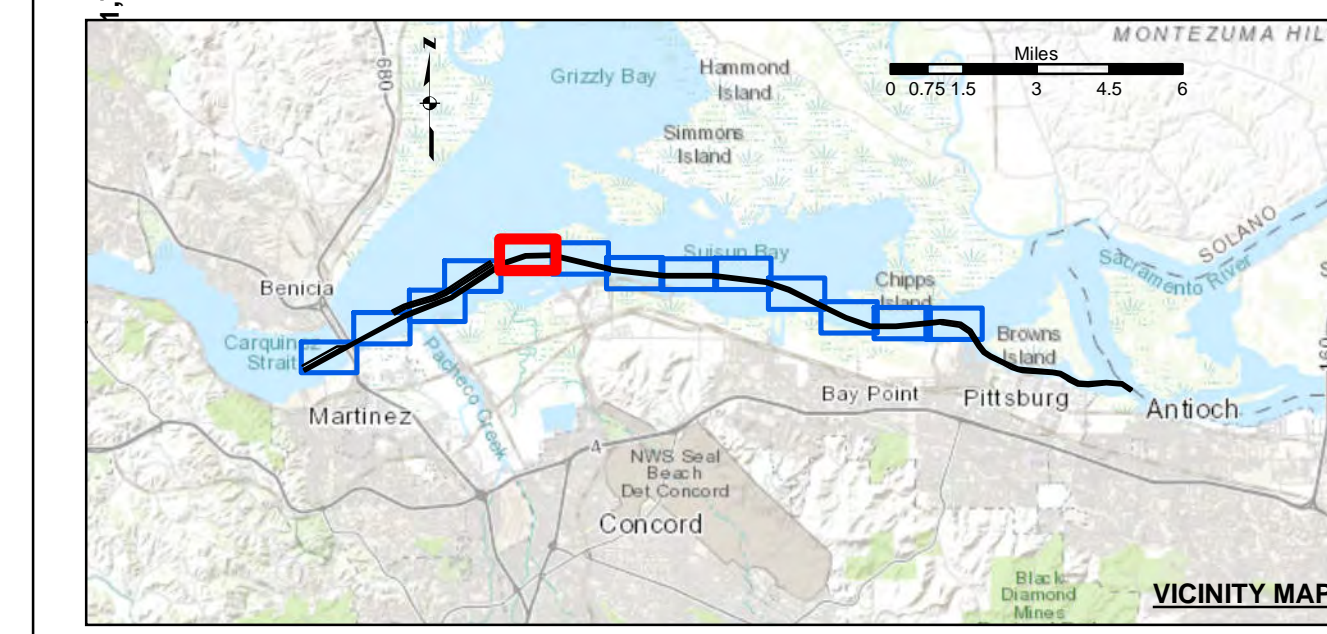 MONTEZUMA HIL
Miles
0 0.75 1.5 3 4.5 6
N
680
Grizzly Bay
Hammond
Island
Simmons
Island
SOLANO
Sacramento River
Suisun Bay
Benicia
Chipps
Island
Carquinez
Strait
Browns
Island
160
Pacheco Creek
Bay Point
Pittsburg
Antioch
Martinez
4
NWS Seal
Beach
Det Concord
Concord
Black
Diamond
Mines
VICINITY MAP